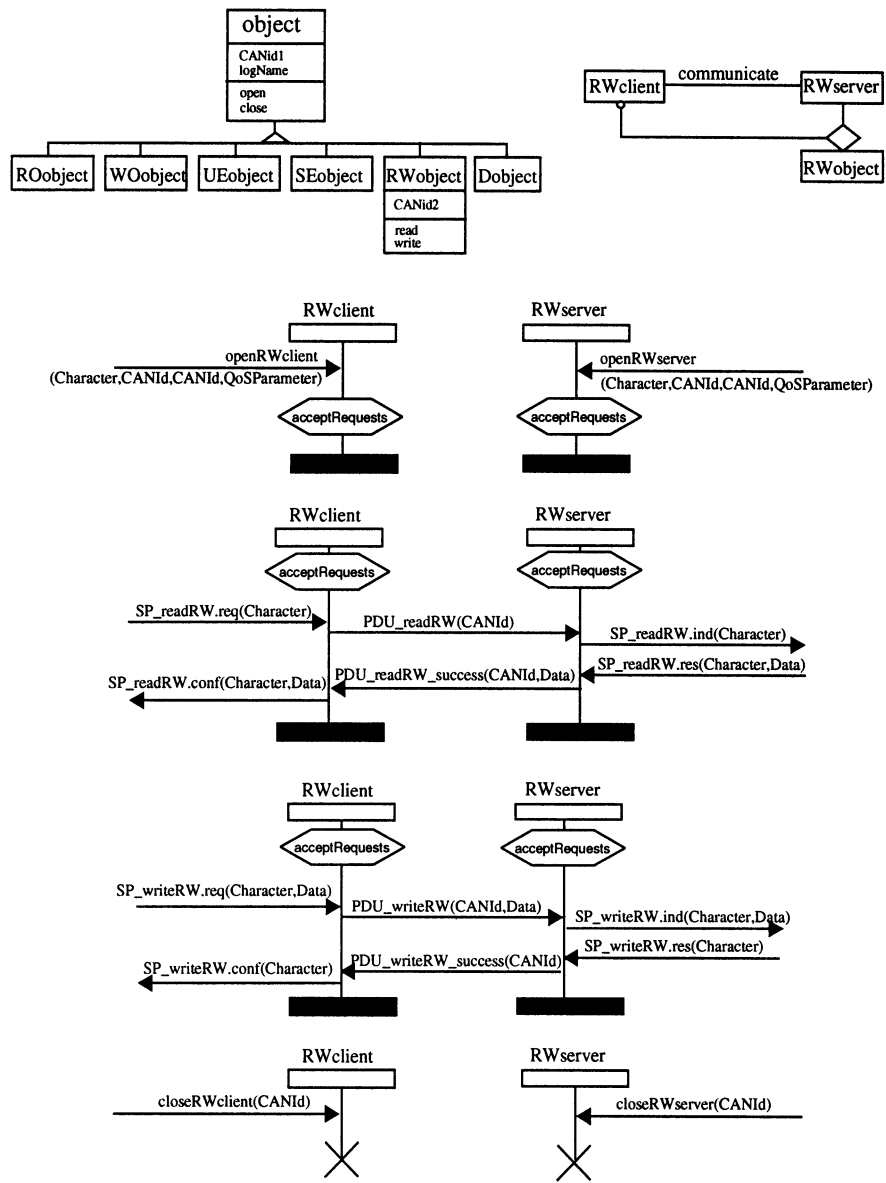 object
CANid1
logName
open
close
ROobject
WOobject
UEobject
SEobject
RWobject
Dobject
CANid2
read
write
RWclient
communicate
RWserver
RWobject
RWclient
RWserver
openRWclient
(Character,CANId,CANId,QoSParameter)
openRWserver
(Character,CANId,CANId,QoSParameter)
acceptRequests
acceptRequests
RWclient
RWserver
acceptRequests
acceptRequests
SP_readRW.req(Character)
PDU_readRW(CANId)
SP_readRW.ind(Character)
SP_readRW.res(Character,Data)
PDU_readRW_success(CANId,Data)
SP_readRW.conf(Character,Data)
RWclient
RWserver
acceptRequests
acceptRequests
SP_writeRW.req(Character,Data)
PDU_writeRW(CANId,Data)
SP_writeRW.ind(Character,Data)
SP_writeRW.res(Character)
PDU_writeRW_success(CANId)
SP_writeRW.conf(Character)
RWclient
RWserver
closeRWclient(CANId)
closeRWserver(CANId)